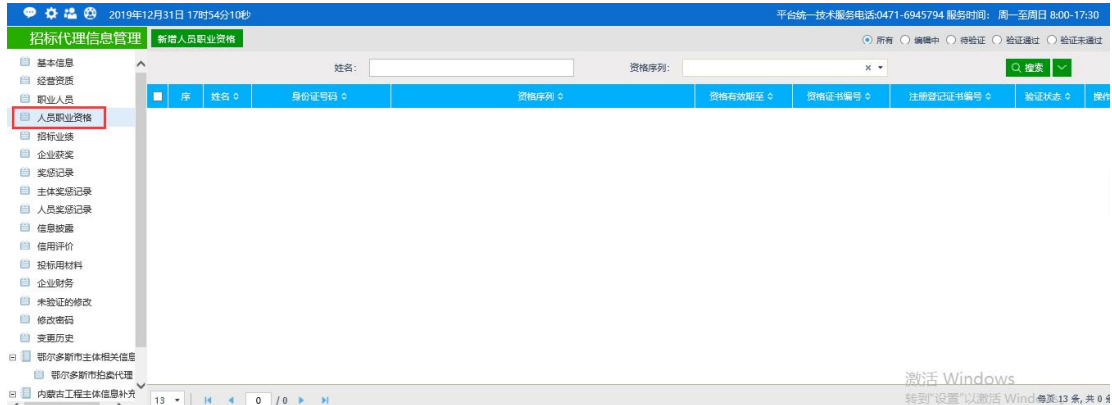 2019年12月31日 17时54分10秒
平台统一技术服务电话:0471-6945794 服务时间: 周一至周日 8:00-17:30
招标代理信息管理
新增人员职业资格
所有 编辑中 待验证 验证通过 验证未通过
基本信息
姓名:
资格序列:
搜索
经营资质
职业人员
序 姓名 身份证号码 资格序列 资格有效期至 资格证书编号 注册登记证书编号 验证状态 操作
人员职业资格
招标业绩
企业获奖
奖惩记录
主体奖惩记录
人员奖惩记录
信息披露
信用评价
投标用材料
企业财务
未验证的修改
修改密码
变更历史
鄂尔多斯市主体相关信息
鄂尔多斯市拍卖代理
内蒙古工程主体信息补充
13
0 / 0
激活 Windows
转到"设置"以激活 Wind
每页 13 条, 共 0